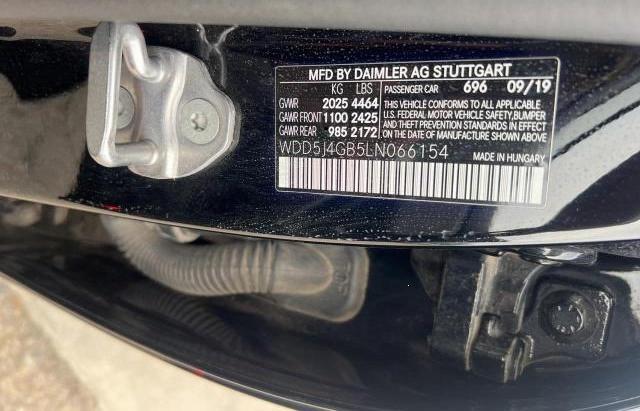 MFD BY DAIMLER AG STUTTGART
KG LBS PASSENGER CAR 696 09/19
GVWR 2025 4464 THIS VEHICLE CONFORMS TO ALL APPLICABLE
GAWR FRONT 1100 2425 U.S. FEDERAL MOTOR VEHICLE SAFETY, BUMPER
GAWR REAR 985 2172 AND THEFT PREVENTION STANDARDS IN EFFECT
ON THE DATE OF MANUFACTURE SHOWN ABOVE.
WDD5J4GB5LN066154 MADE IN HUNGARY